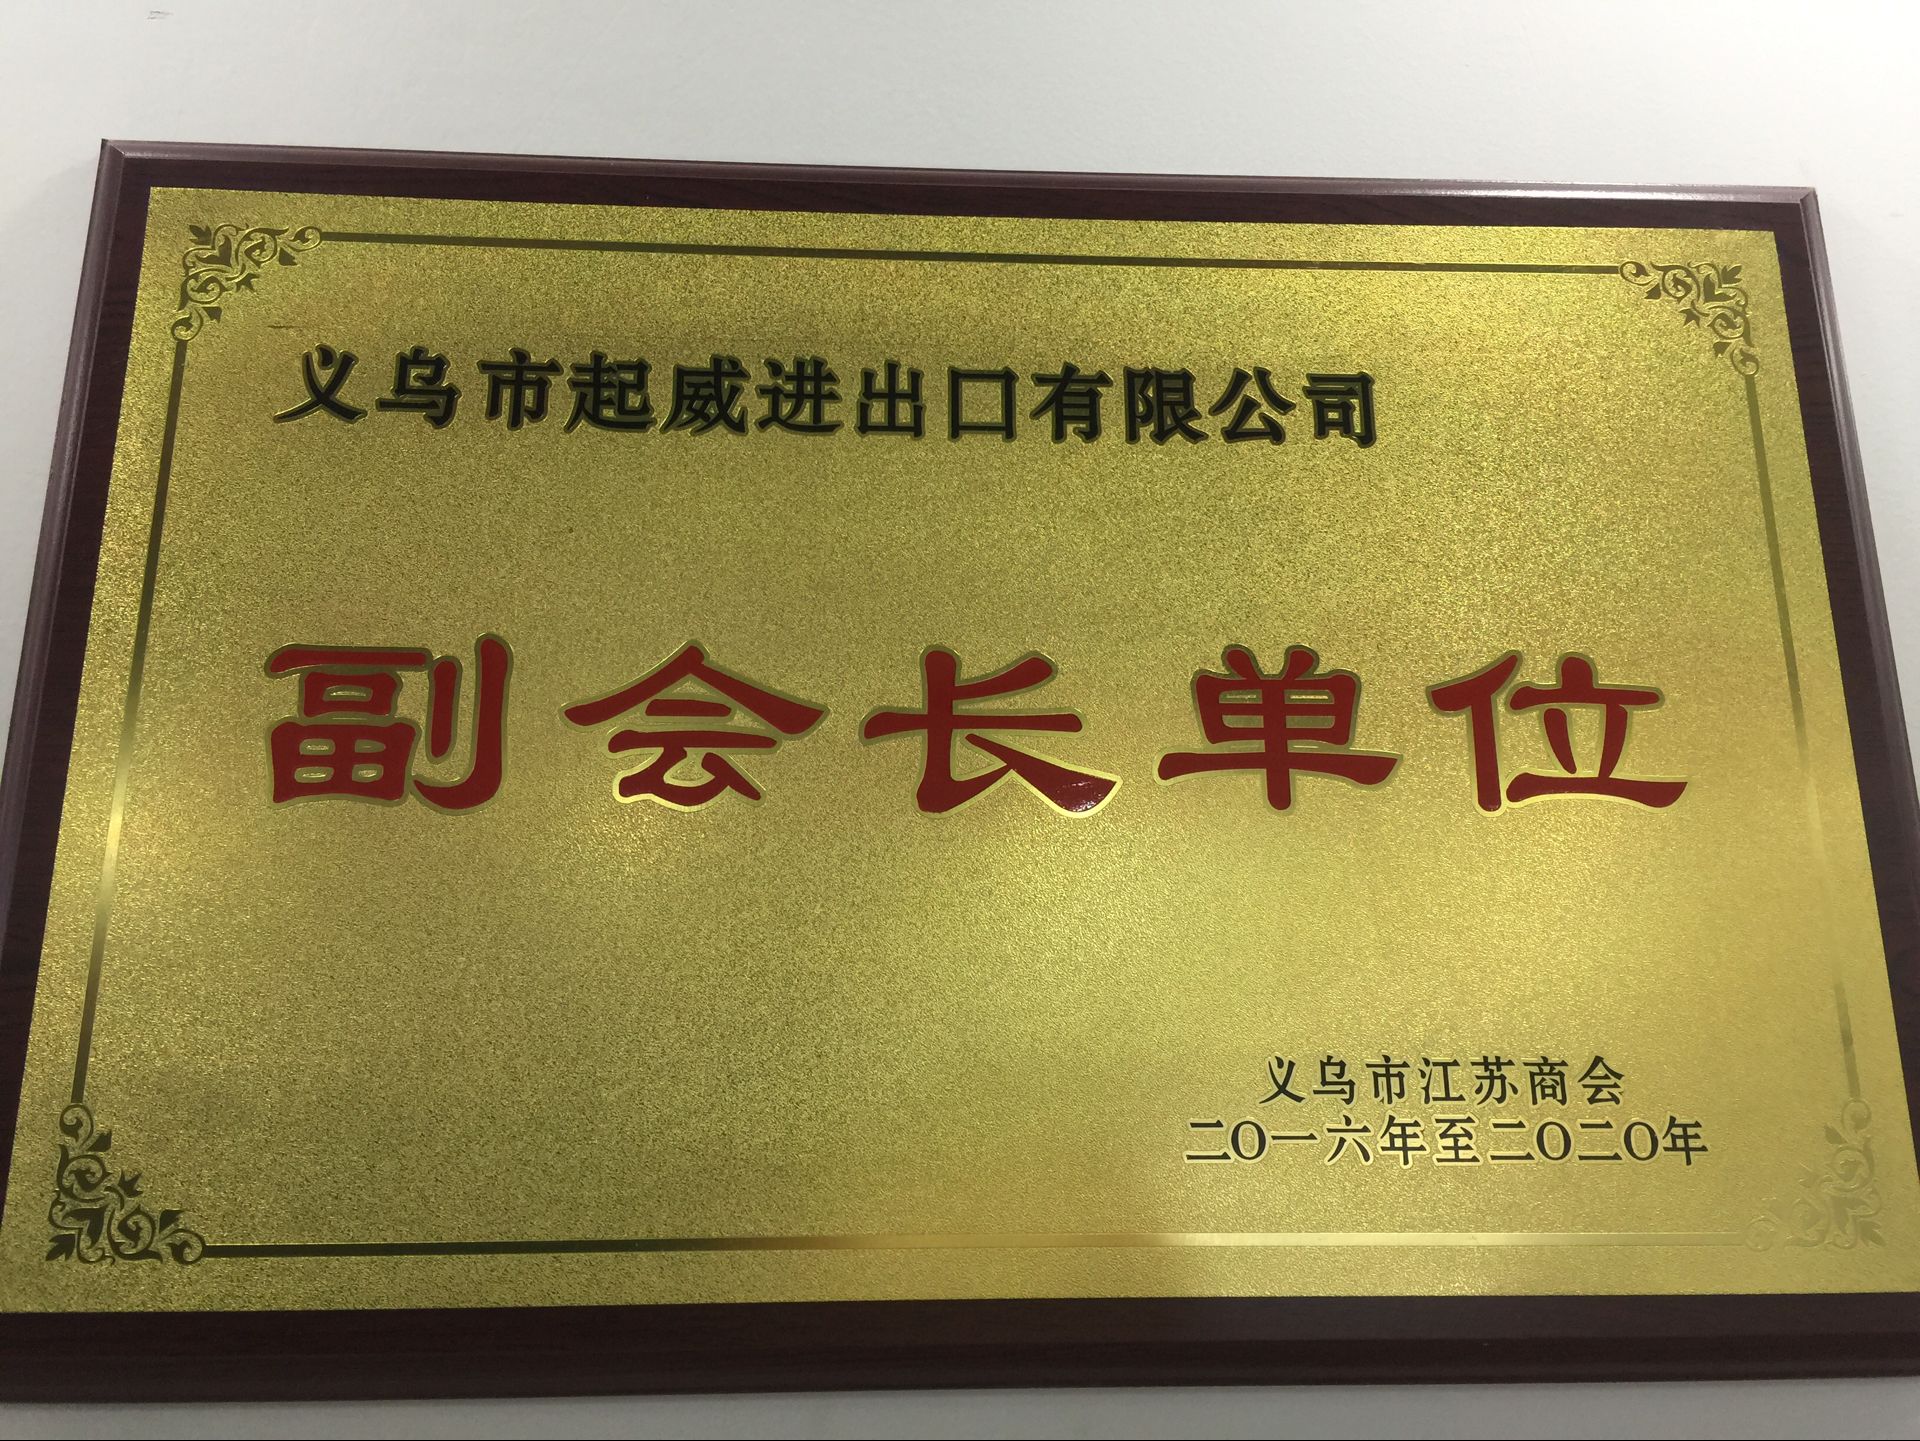 义乌市起威进出口有限公司
副会长单位
义乌市江苏商会
二〇一六年至二〇二〇年